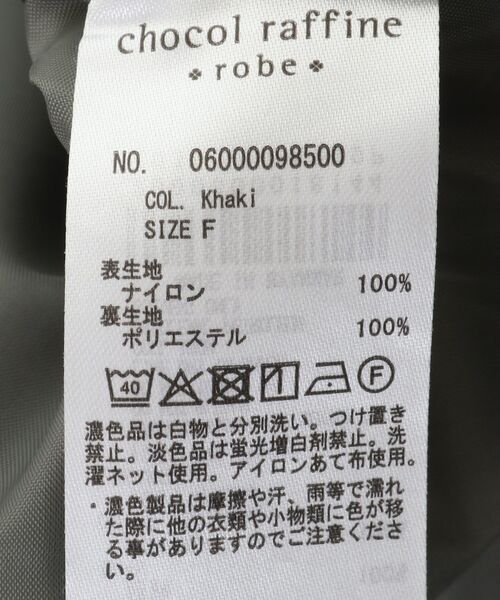 chocol raffine
♣ robe ♣
NO. 06000098500
COL. Khaki
SIZE F
表生地
ナイロン 100%
裏生地
ポリエステル 100%
40 F
濃色品は白物と分別洗い。つけ置き
禁止。淡色品は蛍光増白剤禁止。洗
濯ネット使用。アイロンあて布使用。
・濃色製品は摩擦や汗、雨等で濡れ
た際に他の衣類や小物類に色が移
る事がありますのでご注意くださ
い。